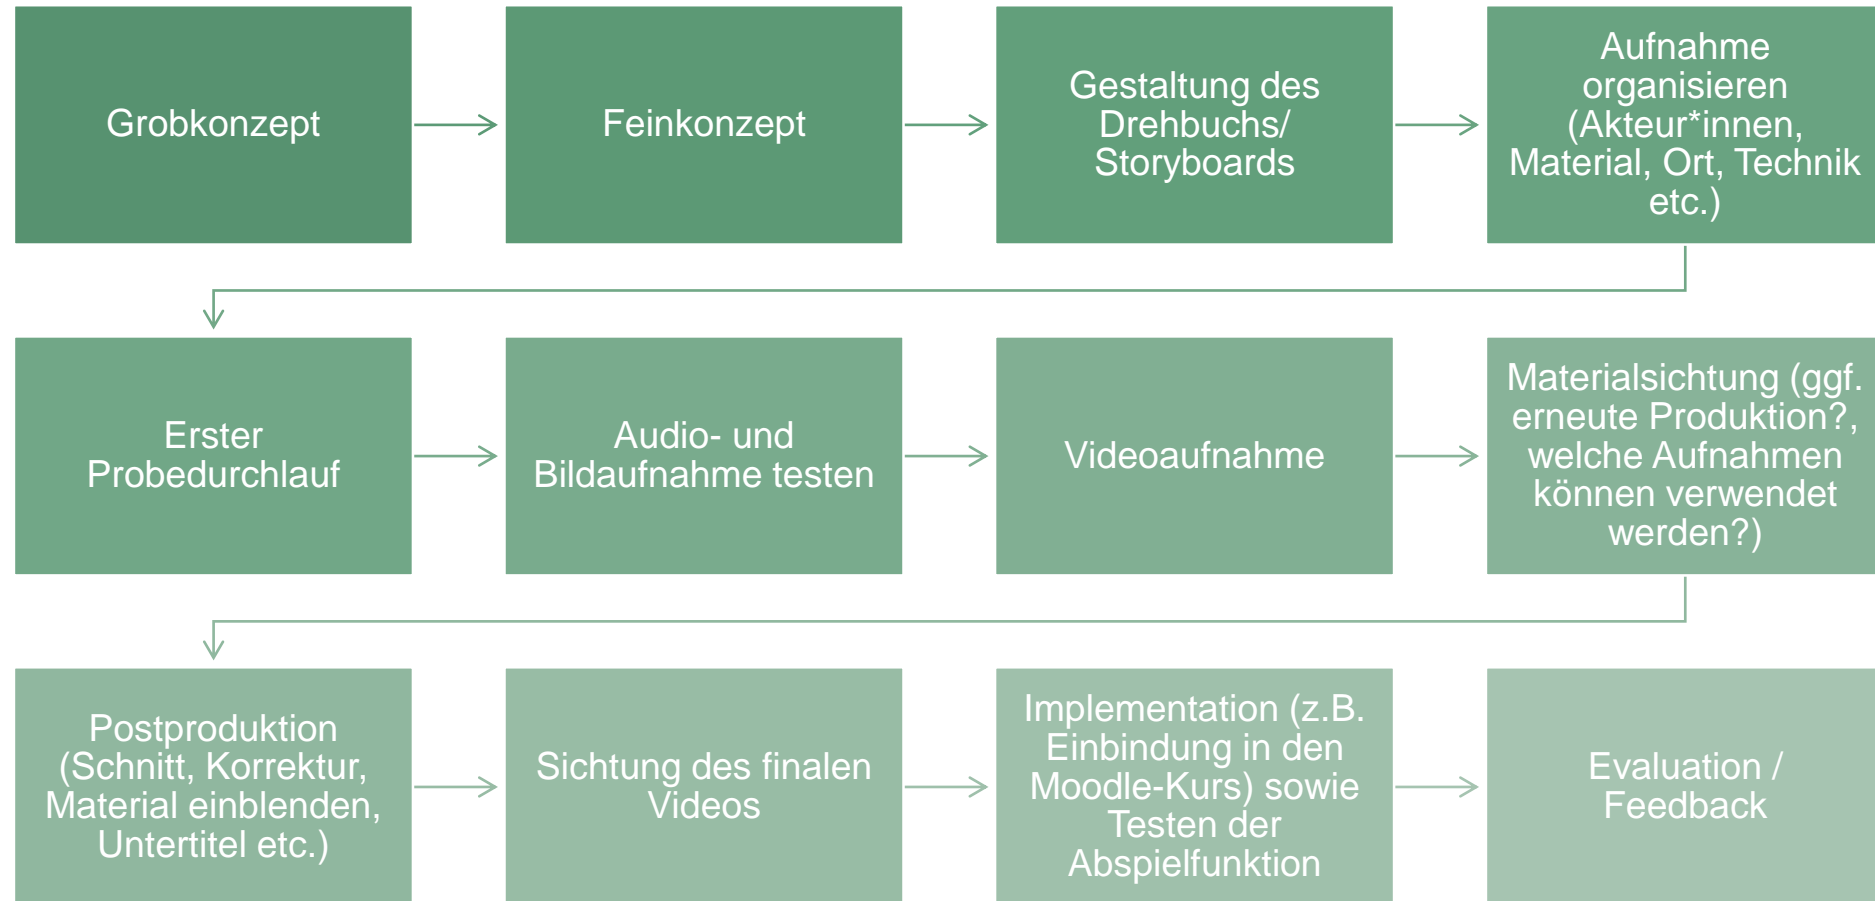 Grobkonzept
Feinkonzept
Gestaltung des
Drehbuchs/
Storyboards
Aufnahme
organisieren
(Akteur*innen,
Material, Ort, Technik
etc.)
Erster
Probedurchlauf
Audio- und
Bildaufnahme testen
Videoaufnahme
Materialsichtung (ggf.
erneute Produktion?,
welche Aufnahmen
können verwendet
werden?)
Postproduktion
(Schnitt, Korrektur,
Material einblenden,
Untertitel etc.)
Sichtung des finalen
Videos
Implementation (z.B.
Einbindung in den
Moodle-Kurs) sowie
Testen der
Abspielfunktion
Evaluation /
Feedback